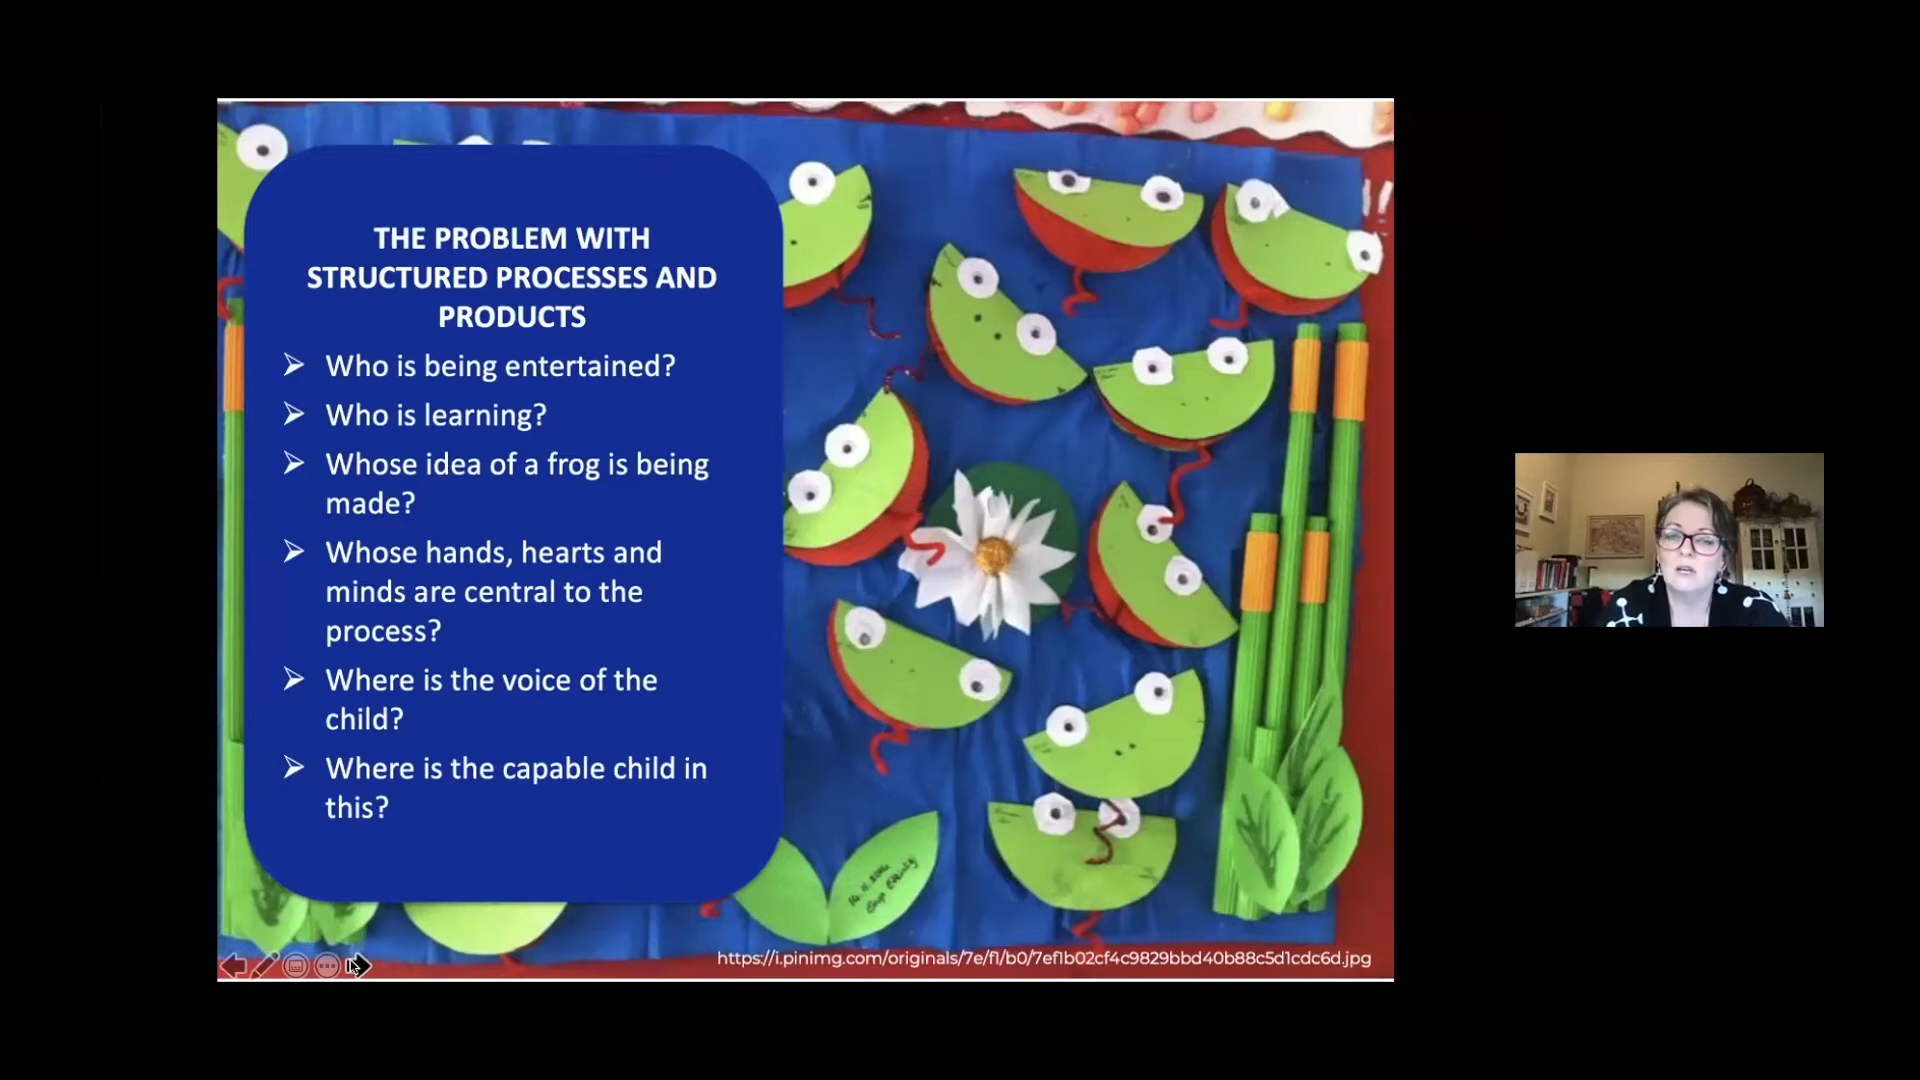 THE PROBLEM WITH
STRUCTURED PROCESSES AND
PRODUCTS
Who is being entertained?
Who is learning?
Whose idea of a frog is being
made?
Whose hands, hearts and
minds are central to the
process?
Where is the voice of the
child?
Where is the capable child in
this?
https://i.pinimg.com/originals/7e/f1/b0/7ef1b02cf4c9829bbd40b88c5d1cdc6d.jpg